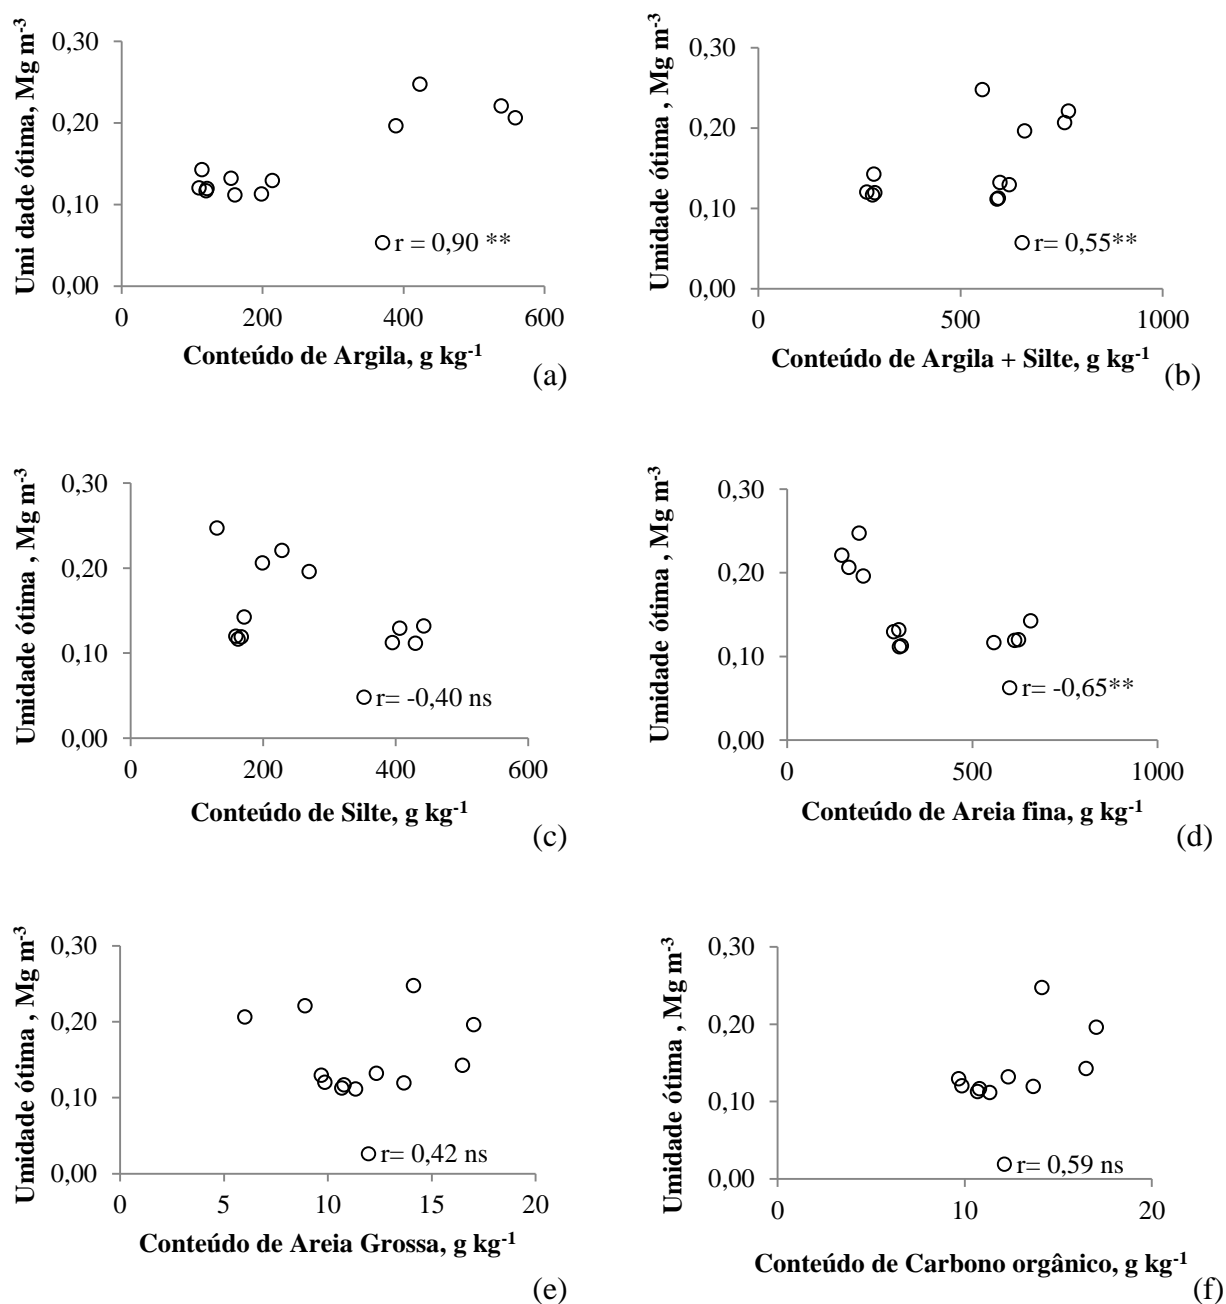 Umi dade ótima, Mg m-3
0,30
0,20
0,10
0,00
r = 0,90 **
0 200 400 600
Conteúdo de Argila, g kg-1
(a)
Umidade ótima , Mg m-3
0,30
0,20
0,10
0,00
r= 0,55**
0 500 1000
Conteúdo de Argila + Silte, g kg-1
(b)
Umidade ótima , Mg m-3
0,30
0,20
0,10
0,00
r= -0,40 ns
0 200 400 600
Conteúdo de Silte, g kg-1
(c)
Umidade ótima , Mg m-3
0,30
0,20
0,10
0,00
r= -0,65**
0 500 1000
Conteúdo de Areia fina, g kg-1
(d)
Umidade ótima , Mg m-3
0,30
0,20
0,10
0,00
r= 0,42 ns
0 5 10 15 20
Conteúdo de Areia Grossa, g kg-1
(e)
Umidade ótima , Mg m-3
0,30
0,20
0,10
0,00
r= 0,59 ns
0 10 20
Conteúdo de Carbono orgânico, g kg-1
(f)